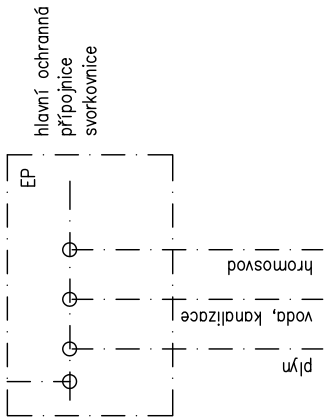 hlavní ochranná
přípojnice
svorkovnice
EP
hromosvod
voda, kanalizace
plyn